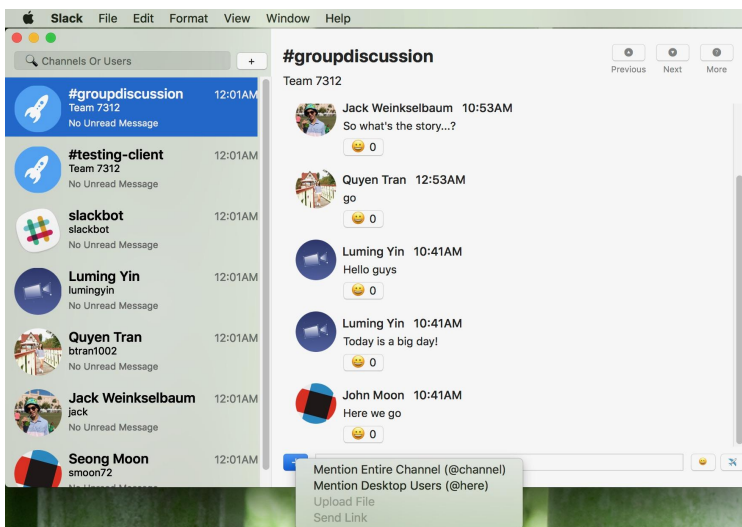 Slack File Edit Format View Window Help
Channels Or Users
+
#groupdiscussion 12:01AM
Team 7312
No Unread Message
#testing-client 12:01AM
Team 7312
No Unread Message
slackbot 12:01AM
slackbot
No Unread Message
Luming Yin 12:01AM
lumingyin
No Unread Message
Quyen Tran 12:01AM
btran1002
No Unread Message
Jack Weinkselbaum 12:01AM
jack
No Unread Message
Seong Moon 12:01AM
smoon72
No Unread Message
#groupdiscussion
Team 7312
Previous Next More
Jack Weinkselbaum 10:53AM
So what's the story...?
😀 0
Quyen Tran 12:53AM
go
😀 0
Luming Yin 10:41AM
Hello guys
😀 0
Luming Yin 10:41AM
Today is a big day!
😀 0
John Moon 10:41AM
Here we go
😀 0
Mention Entire Channel (@channel)
Mention Desktop Users (@here)
Upload File
Send Link